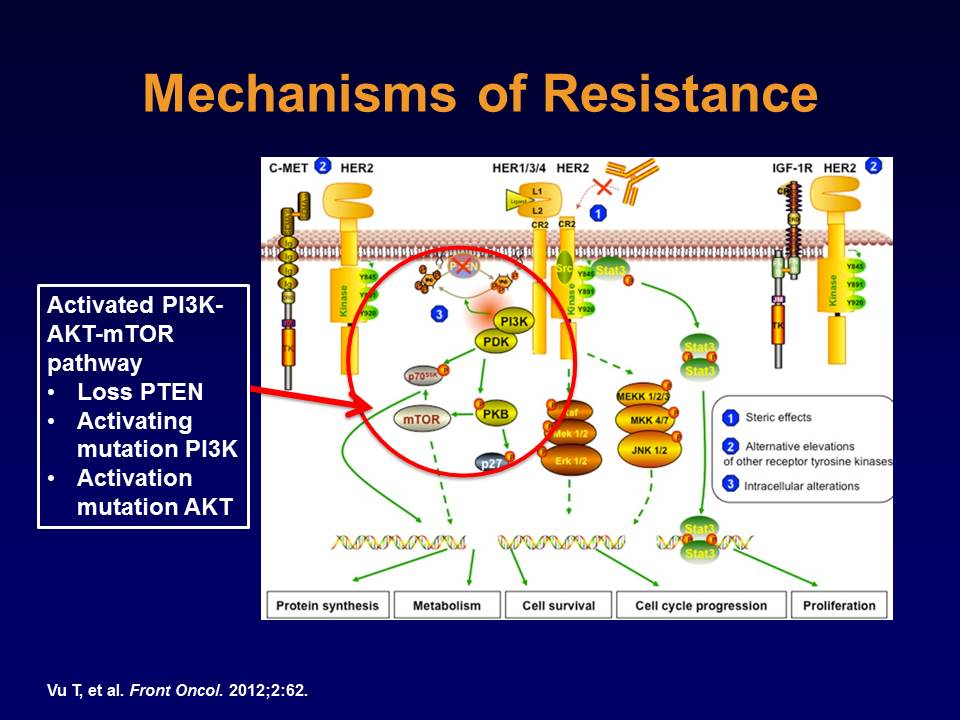 Mechanisms of Resistance
C-MET 2 HER2
HER1/3/4 HER2
IGF-1R HER2 2
Ligand
L1
L2
CR2
CR2
1
Kinase
Y845
Y891
Y920
TK
Src
Stat3
Kinase
Y845
Y891
Y920
JM
TK
Kinase
Y845
Y891
Y920
3
PI3K
PDK
p70S6K
mTOR
PKB
p27
Raf
Mek 1/2
Erk 1/2
MEKK 1/2/3
MKK 4/7
JNK 1/2
Stat3
Stat3
Stat3
Stat3
Activated PI3K-
AKT-mTOR
pathway
• Loss PTEN
• Activating
mutation PI3K
• Activation
mutation AKT
1 Steric effects
2 Alternative elevations
of other receptor tyrosine kinases
3 Intracellular alterations
Protein synthesis
Metabolism
Cell survival
Cell cycle progression
Proliferation
Vu T, et al. Front Oncol. 2012;2:62.